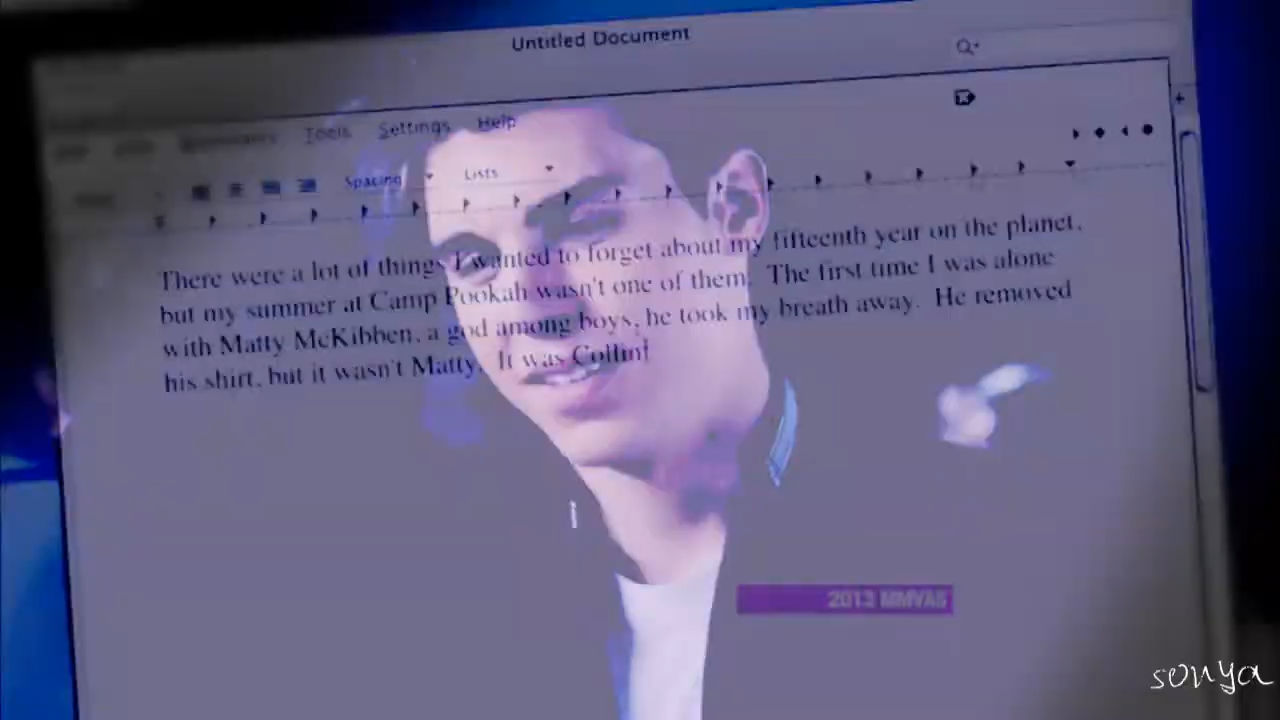 Untitled Document
Tools Settings Help
Spacing Lists
There were a lot of things I wanted to forget about my fifteenth year on the planet,
but my summer at Camp Pookah wasn't one of them. The first time I was alone
with Matty McKibben, a god among boys, he took my breath away. He removed
his shirt, but it wasn't Matty. It was Collin
2013 MMVAS
sonya